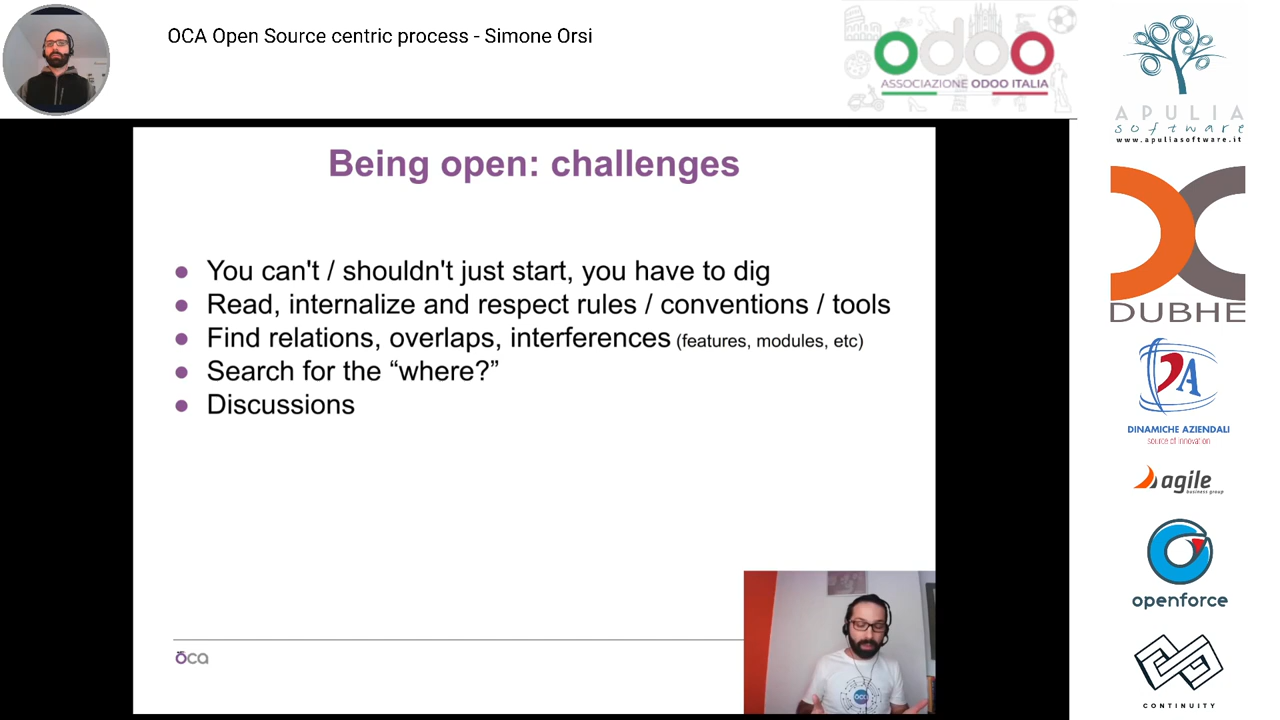 OCA Open Source centric process - Simone Orsi
odoo
ASSOCIAZIONE ODOO ITALIA
Being open: challenges
● You can't / shouldn't just start, you have to dig
● Read, internalize and respect rules / conventions / tools
● Find relations, overlaps, interferences (features, modules, etc)
● Search for the “where?”
● Discussions
oca
APULIA
software
www.apuliasoftware.it
DUBHE
DINAMICHE AZIENDALI
source of innovation
agile
business group
openforce
CONTINUITY